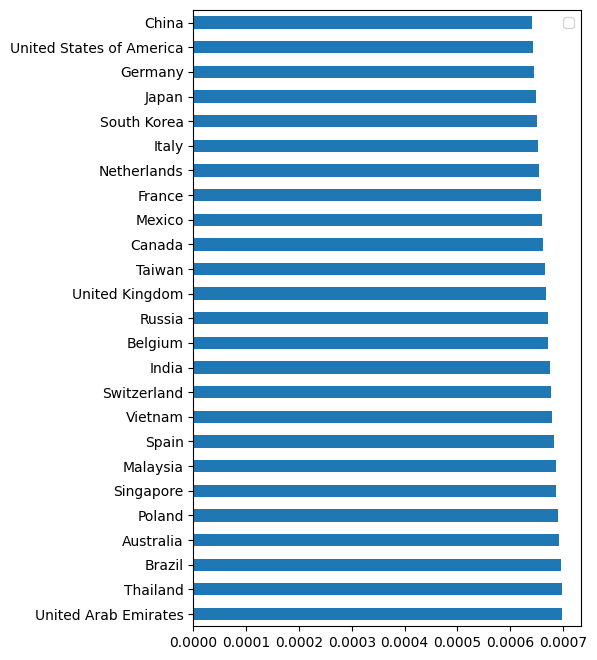 China
United States of America
Germany
Japan
South Korea
Italy
Netherlands
France
Mexico
Canada
Taiwan
United Kingdom
Russia
Belgium
India
Switzerland
Vietnam
Spain
Malaysia
Singapore
Poland
Australia
Brazil
Thailand
United Arab Emirates
0.0000 0.0001 0.0002 0.0003 0.0004 0.0005 0.0006 0.0007